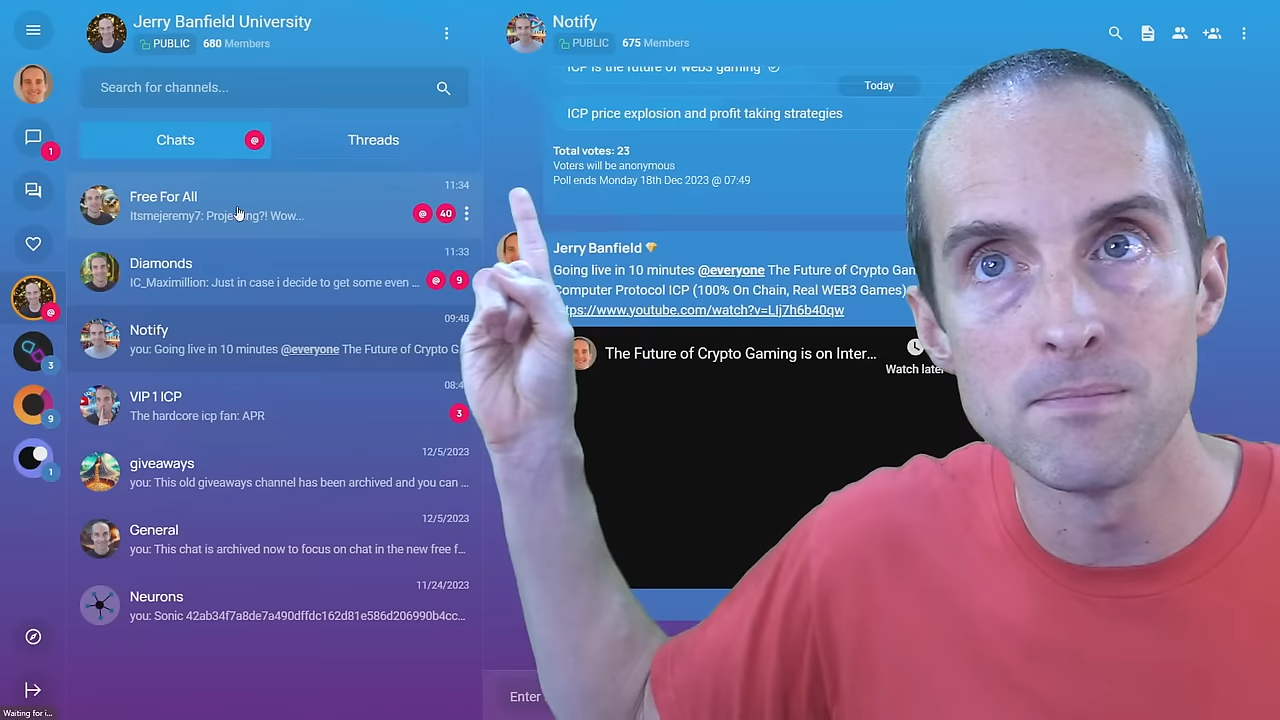 Jerry Banfield University
PUBLIC 680 Members
Search for channels...
Chats @
Threads
Free For All
11:34
Itsmejeremy7: Projecting?! Wow...
@ 40
Diamonds
11:33
IC_Maximillion: Just in case i decide to get some even ...
@ 9
Notify
09:48
you: Going live in 10 minutes @everyone The Future of Crypto G
VIP 1 ICP
08:4
The hardcore icp fan: APR
3
giveaways
12/5/2023
you: This old giveaways channel has been archived and you can ...
General
12/5/2023
you: This chat is archived now to focus on chat in the new free f...
Neurons
11/24/2023
you: Sonic 42ab34f7a8de7a490dffdc162d81e586d206990b4cc...
1
@
3
9
1
Waiting for i...
Notify
PUBLIC 675 Members
ICP is the future of web3 gaming
Today
ICP price explosion and profit taking strategies
Total votes: 23
Voters will be anonymous
Poll ends Monday 18th Dec 2023 @ 07:49
Jerry Banfield
Going live in 10 minutes @everyone The Future of Crypto Gam
Computer Protocol ICP (100% On Chain, Real WEB3 Games)
ttps://www.youtube.com/watch?v=LIj7h6b40qw
The Future of Crypto Gaming is on Inter...
Watch later
Enter